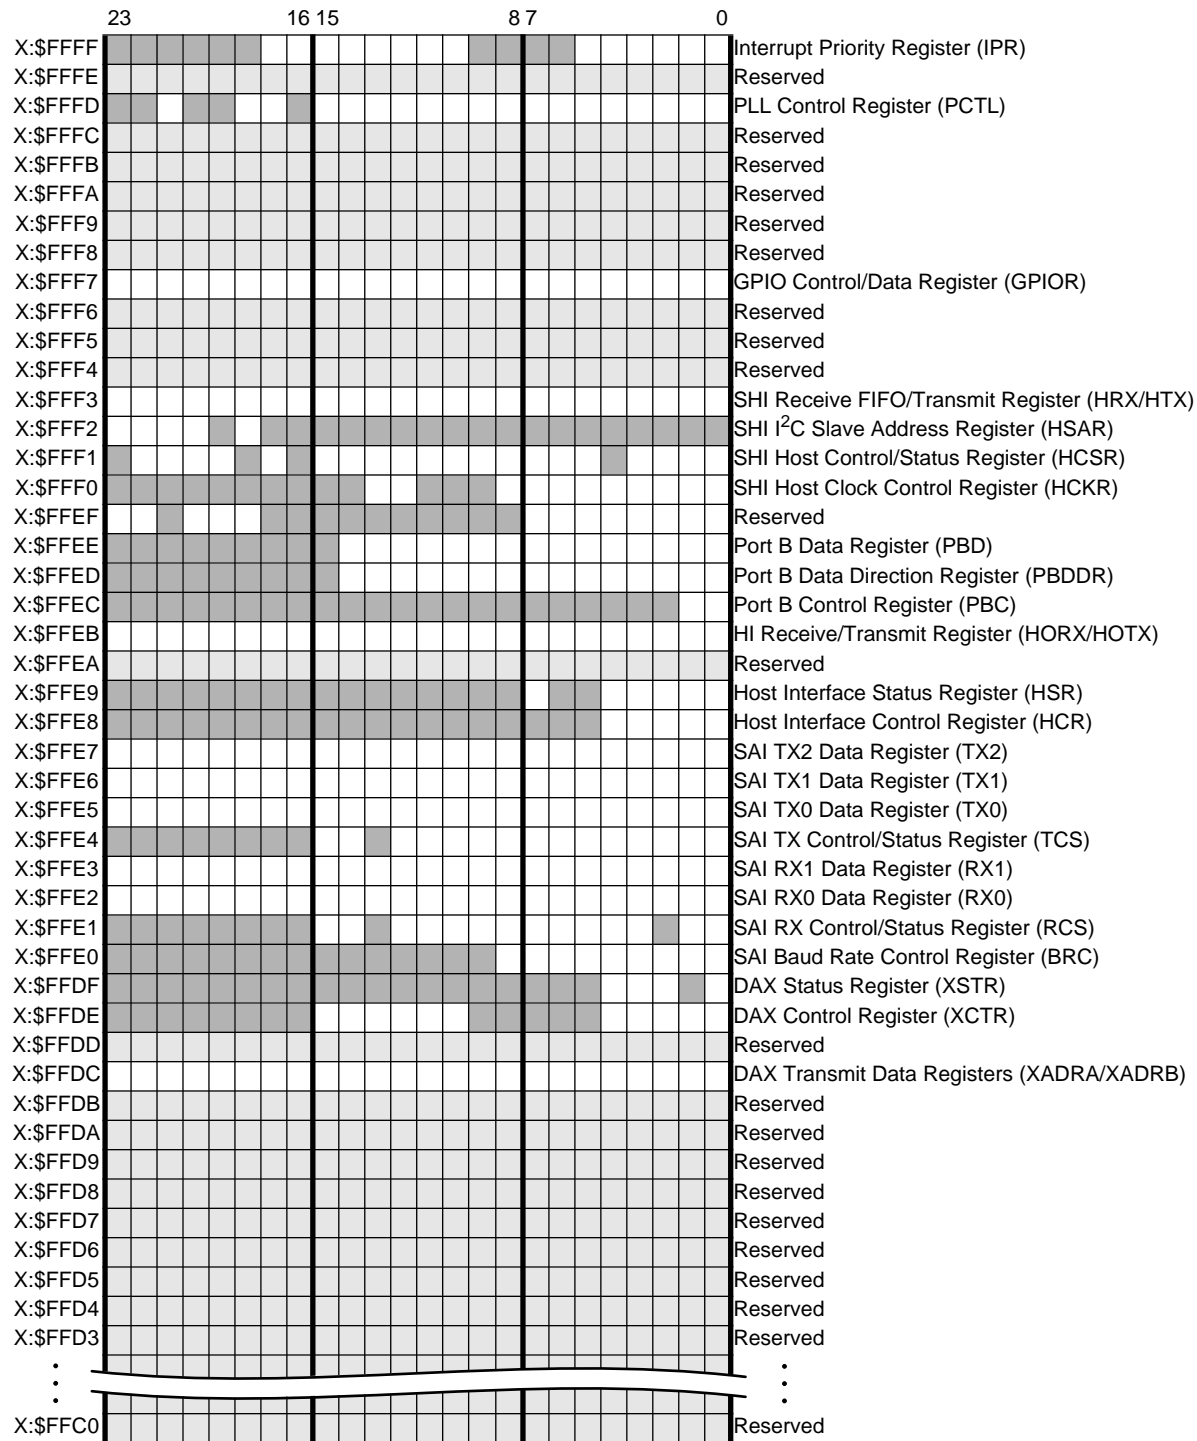 23 16 15 8 7 0
X:$FFFF Interrupt Priority Register (IPR)
X:$FFFE Reserved
X:$FFFD PLL Control Register (PCTL)
X:$FFFC Reserved
X:$FFFB Reserved
X:$FFFA Reserved
X:$FFF9 Reserved
X:$FFF8 Reserved
X:$FFF7 GPIO Control/Data Register (GPIOR)
X:$FFF6 Reserved
X:$FFF5 Reserved
X:$FFF4 Reserved
X:$FFF3 SHI Receive FIFO/Transmit Register (HRX/HTX)
X:$FFF2 SHI I2C Slave Address Register (HSAR)
X:$FFF1 SHI Host Control/Status Register (HCSR)
X:$FFF0 SHI Host Clock Control Register (HCKR)
X:$FFEF Reserved
X:$FFEE Port B Data Register (PBD)
X:$FFED Port B Data Direction Register (PBDDR)
X:$FFEC Port B Control Register (PBC)
X:$FFEB HI Receive/Transmit Register (HORX/HOTX)
X:$FFEA Reserved
X:$FFE9 Host Interface Status Register (HSR)
X:$FFE8 Host Interface Control Register (HCR)
X:$FFE7 SAI TX2 Data Register (TX2)
X:$FFE6 SAI TX1 Data Register (TX1)
X:$FFE5 SAI TX0 Data Register (TX0)
X:$FFE4 SAI TX Control/Status Register (TCS)
X:$FFE3 SAI RX1 Data Register (RX1)
X:$FFE2 SAI RX0 Data Register (RX0)
X:$FFE1 SAI RX Control/Status Register (RCS)
X:$FFE0 SAI Baud Rate Control Register (BRC)
X:$FFDF DAX Status Register (XSTR)
X:$FFDE DAX Control Register (XCTR)
X:$FFDD Reserved
X:$FFDC DAX Transmit Data Registers (XADRA/XADRB)
X:$FFDB Reserved
X:$FFDA Reserved
X:$FFD9 Reserved
X:$FFD8 Reserved
X:$FFD7 Reserved
X:$FFD6 Reserved
X:$FFD5 Reserved
X:$FFD4 Reserved
X:$FFD3 Reserved
X:$FFC0 Reserved